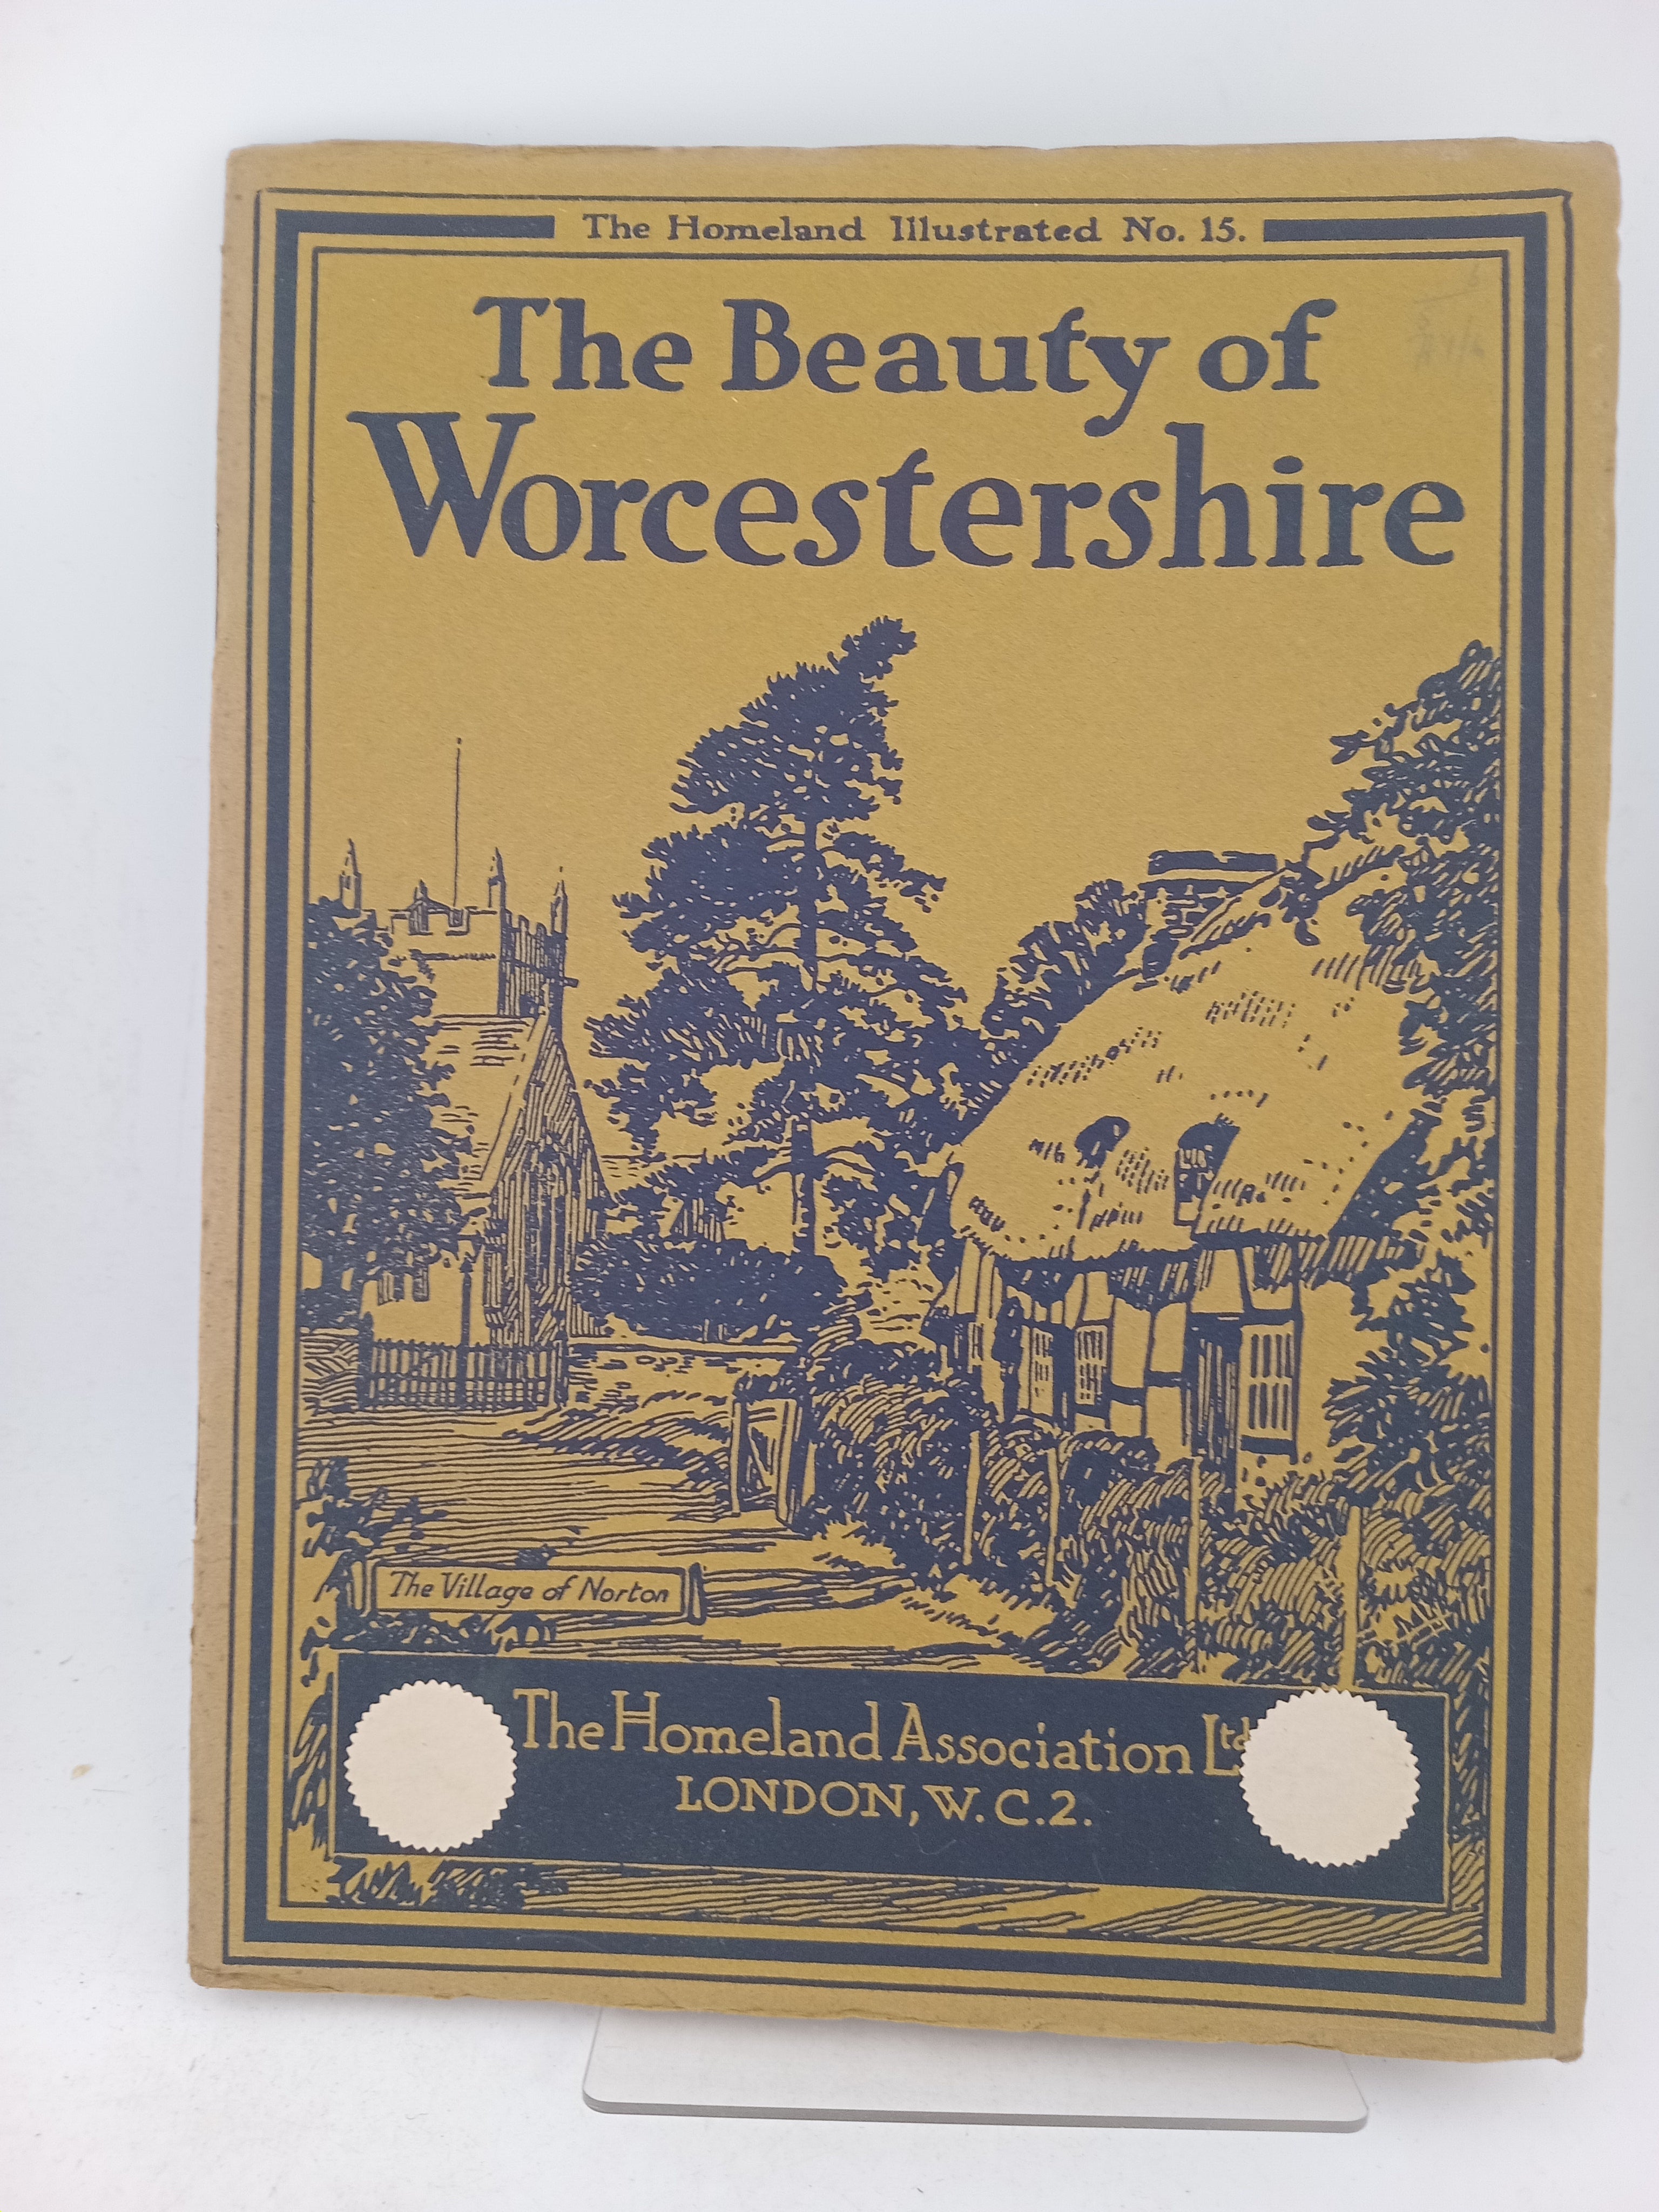 The Homeland Illustrated No. 15.
The Beauty of
Worcestershire
The Village of Norton
The Homeland Association Ltd
LONDON, W.C.2.